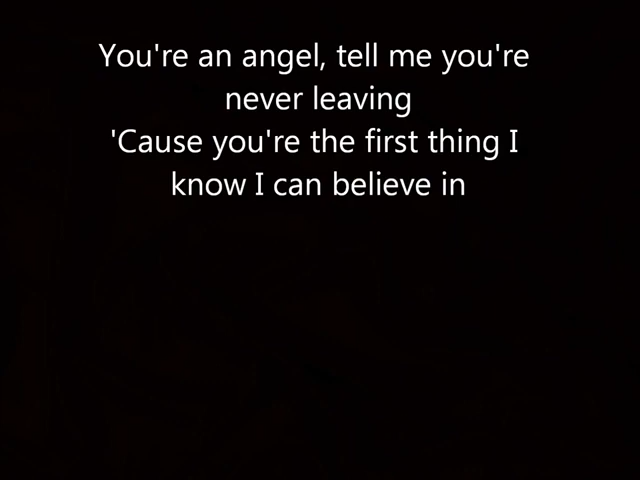 You're an angel, tell me you're
never leaving
'Cause you're the first thing I
know I can believe in